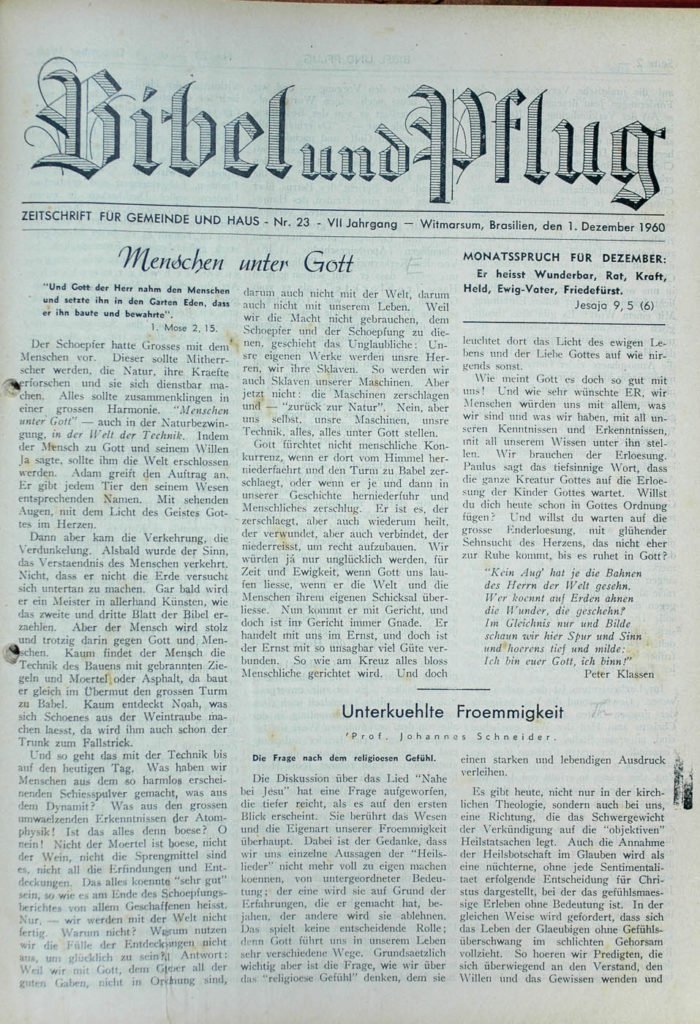 Bibel und Pflug
ZEITSCHRIFT FÜR GEMEINDE UND HAUS - Nr. 23 - VII Jahrgang — Witmarsum, Brasilien, den 1. Dezember 1960
Menschen unter Gott
"Und Gott der Herr nahm den Menschen
und setzte ihn in den Garten Eden, dass
er ihn baute und bewahrte".
1. Mose 2, 15.
Der Schoepfer hatte Grosses mit dem
Menschen vor. Dieser sollte Mitherr-
scher werden, die Natur, ihre Kraefte
erforschen und sie sich dienstbar ma-
chen. Alles sollte zusammenklingen in
einer grossen Harmonie. "Menschen
unter Gott" — auch in der Naturbezwin-
gung, in der Welt der Technik. Indem
der Mensch zu Gott und seinem Willen
Ja sagte, sollte ihm die Welt erschlossen
werden. Adam greift den Auftrag an.
Er gibt jedem Tier den seinem Wesen
entsprechenden Namen. Mit sehenden
Augen, mit dem Licht des Geistes Got-
tes im Herzen.
Dann aber kam die Verkehrung, die
Verdunkelung. Alsbald wurde der Sinn,
das Verstaendnis des Menschen verkehrt.
Nicht, dass er nicht die Erde versucht
sich untertan zu machen. Gar bald wird
er ein Meister in allerhand Künsten, wie
das zweite und dritte Blatt der Bibel er-
zaehlen. Aber der Mensch wird stolz
und trotzig darin gegen Gott und Men-
schen. Kaum findet der Mensch die
Technik des Bauens mit gebrannten Zie-
geln und Moertel oder Asphalt, da baut
er gleich im Übermut den grossen Turm
zu Babel. Kaum entdeckt Noah, was
sich Schoenes aus der Weintraube ma-
chen laesst, da wird ihm auch schon der
Trunk zum Fallstrick.
Und so geht das mit der Technik bis
auf den heutigen Tag. Was haben wir
Menschen aus dem so harmlos erschei-
nenden Schiesspulver gemacht, was aus
dem Dynamit? Was aus den grossen
umwaelzenden Erkenntnissen der Atom-
physik! Ist das alles denn boese? O
nein! Nicht der Moertel ist boese, nicht
der Wein, nicht die Sprengmittel sind
es, nicht all die Erfindungen und Ent-
deckungen. Das alles koennte "sehr gut"
sein, so wie es am Ende des Schoepfungs-
berichtes von allem Geschaffenen heisst.
Nur, — wir werden mit der Welt nicht
fertig. Warum nicht? Warum nutzen
wir die Fülle der Entdeckungen nicht
aus, um glücklich zu sein? Antwort:
Weil wir mit Gott, dem Geber all der
guten Gaben, nicht in Ordnung sind,
darum auch nicht mit der Welt, darum
auch nicht mit unserem Leben. Weil
wir die Macht nicht gebrauchen, dem
Schoepfer und der Schoepfung zu die-
nen, geschieht das Unglaubliche: Un-
sre eigenen Werke werden unsre Her-
ren, wir ihre Sklaven. So werden wir
auch Sklaven unserer Maschinen. Aber
jetzt nicht: die Maschinen zerschlagen
und — "zurück zur Natur". Nein, aber
uns selbst, unsre Maschinen, unsre
Technik, alles, alles unter Gott stellen.
Gott fürchtet nicht menschliche Kon-
kurrenz, wenn er dort vom Himmel her-
niederfaehrt und den Turm zu Babel zer-
schlaegt, oder wenn er je und dann in
unserer Geschichte herniederfuhr und
Menschliches zerschlug. Er ist es, der
zerschlaegt, aber auch wiederum heilt,
der verwundet, aber auch verbindet, der
niederreisst, um recht aufzubauen. Wir
würden ja nur unglücklich werden, für
Zeit und Ewigkeit, wenn Gott uns lau-
fen liesse, wenn er die Welt und die
Menschen ihrem eigenen Schicksal über-
liesse. Nun kommt er mit Gericht, und
doch ist im Gericht immer Gnade. Er
handelt mit uns im Ernst, und doch ist
der Ernst mit so unsagbar viel Güte ver-
bunden. So wie am Kreuz alles bloss
Menschliche gerichtet wird. Und doch
MONATSSPRUCH FÜR DEZEMBER:
Er heisst Wunderbar, Rat, Kraft,
Held, Ewig-Vater, Friedefürst.
Jesaja 9, 5 (6)
leuchtet dort das Licht des ewigen Le-
bens und der Liebe Gottes auf wie nir-
gends sonst.
Wie meint Gott es doch so gut mit
uns! Und wie sehr wünschte ER, wir
Menschen würden uns mit allem, was
wir sind und was wir haben, mit all un-
seren Kenntnissen und Erkenntnissen,
mit all unserem Wissen unter ihn stel-
len. Wir brauchen der Erloesung.
Paulus sagt das tiefsinnige Wort, dass
die ganze Kreatur Gottes auf die Erloe-
sung der Kinder Gottes wartet. Willst
du dich heute schon in Gottes Ordnung
fügen? Und willst du warten auf die
grosse Enderloesung, mit glühender
Sehnsucht des Herzens, das nicht eher
zur Ruhe kommt, bis es ruhet in Gott?
"Kein Aug' hat je die Bahnen
des Herrn der Welt gesehn.
Wer koennt auf Erden ahnen
die Wunder, die geschehn?
Im Gleichnis nur und Bilde
schaun wir hier Spur und Sinn
und hoerens tief und milde:
Ich bin euer Gott, ich binn!"
Peter Klassen
Unterkuehlte Froemmigkeit
Prof. Johannes Schneider.
Die Frage nach dem religioesen Gefühl.
Die Diskussion über das Lied "Nahe
bei Jesu" hat eine Frage aufgeworfen,
die tiefer reicht, als es auf den ersten
Blick erscheint. Sie berührt das Wesen
und die Eigenart unserer Froemmigkeit
überhaupt. Dabei ist der Gedanke, dass
wir uns einzelne Aussagen der "Heils-
lieder" nicht mehr voll zu eigen machen
koennen, von untergeordneter Bedeu-
tung; der eine wird sie auf Grund der
Erfahrungen, die er gemacht hat, be-
jahen, der andere wird sie ablehnen.
Das spielt keine entscheidende Rolle;
denn Gott führt uns in unserem Leben
sehr verschiedene Wege. Grundsaetzlich
wichtig aber ist die Frage, wie wir über
das "religioese Gefühl" denken, dem sie
einen starken und lebendigen Ausdruck
verleihen.
Es gibt heute, nicht nur in der kirch-
lichen Theologie, sondern auch bei uns,
eine Richtung, die das Schwergewicht
der Verkündigung auf die "objektiven"
Heilstatsachen legt. Auch die Annahme
der Heilsbotschaft im Glauben wird als
eine nüchterne, ohne jede Sentimentali-
taet erfolgende Entscheidung für Chri-
stus dargestellt, bei der das gefühlsmaes-
sige Erleben ohne Bedeutung ist. In der
gleichen Weise wird gefordert, dass sich
das Leben der Glaeubigen ohne Gefühls-
überschwang im schlichten Gehorsam
vollzieht. So hoeren wir Predigten, die
sich überwiegend an den Verstand, den
Willen und das Gewissen wenden und